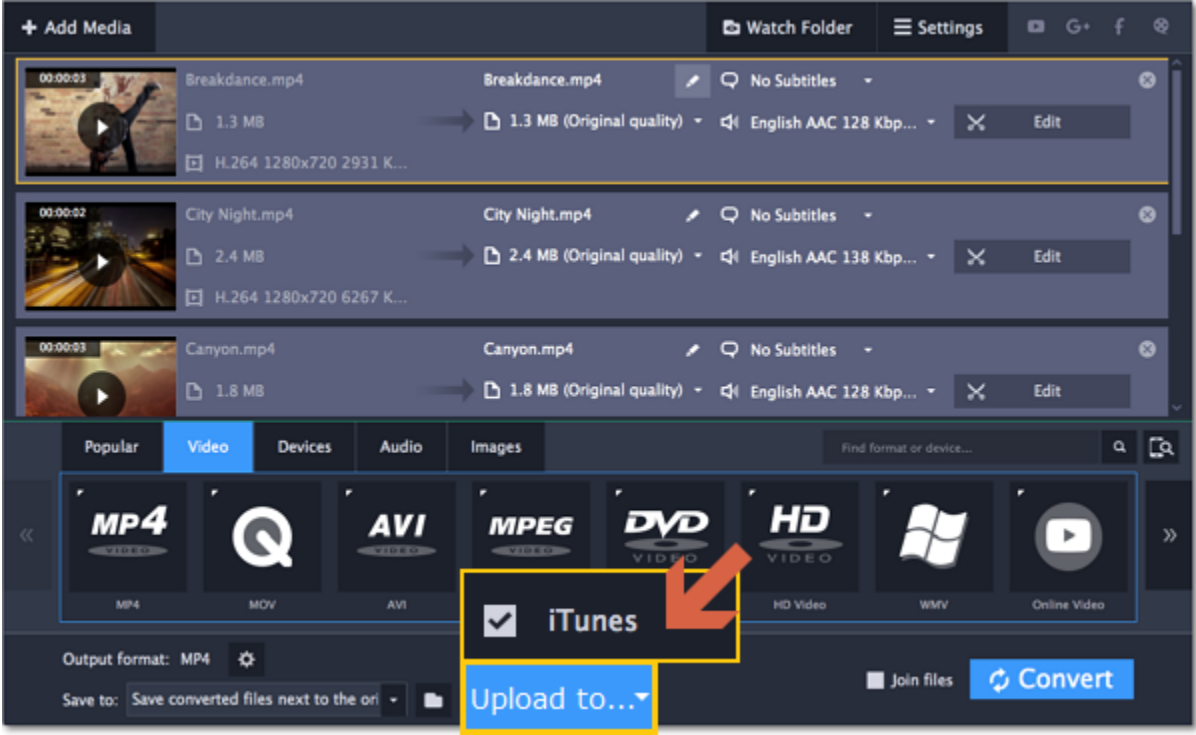 + Add Media
Watch Folder
Settings
G+ f
00:00:03
Breakdance.mp4
Breakdance.mp4
No Subtitles
1.3 MB
1.3 MB (Original quality)
English AAC 128 Kbp...
Edit
H.264 1280x720 2931 K...
00:00:02
City Night.mp4
City Night.mp4
No Subtitles
2.4 MB
2.4 MB (Original quality)
English AAC 138 Kbp...
Edit
H.264 1280x720 6267 K...
00:00:03
Canyon.mp4
Canyon.mp4
No Subtitles
1.8 MB
1.8 MB (Original quality)
English AAC 128 Kbp...
Edit
Popular
Video
Devices
Audio
Images
Find format or device...
MP4
VIDEO
MP4
MOV
AVI
VIDEO
AVI
MPEG
VIDEO
DVD
VIDEO
HD
VIDEO
HD Video
WMV
Online Video
iTunes
Output format: MP4
Save to: Save converted files next to the ori
Upload to...
Join files
Convert